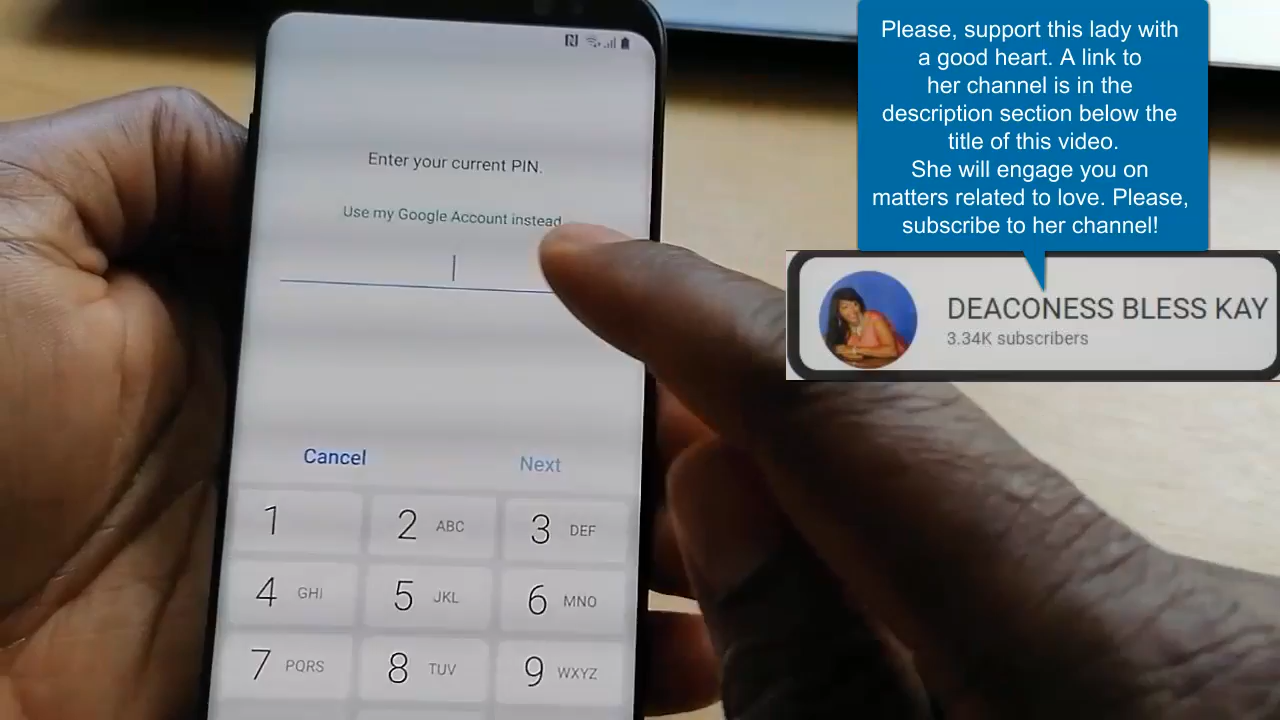 Enter your current PIN.
Use my Google Account instead
Cancel
Next
1
2 ABC
3 DEF
4 GHI
5 JKL
6 MNO
7 PQRS
8 TUV
9 WXYZ
Please, support this lady with
a good heart. A link to
her channel is in the
description section below the
title of this video.
She will engage you on
matters related to love. Please,
subscribe to her channel!
DEACONESS BLESS KAY
3.34K subscribers